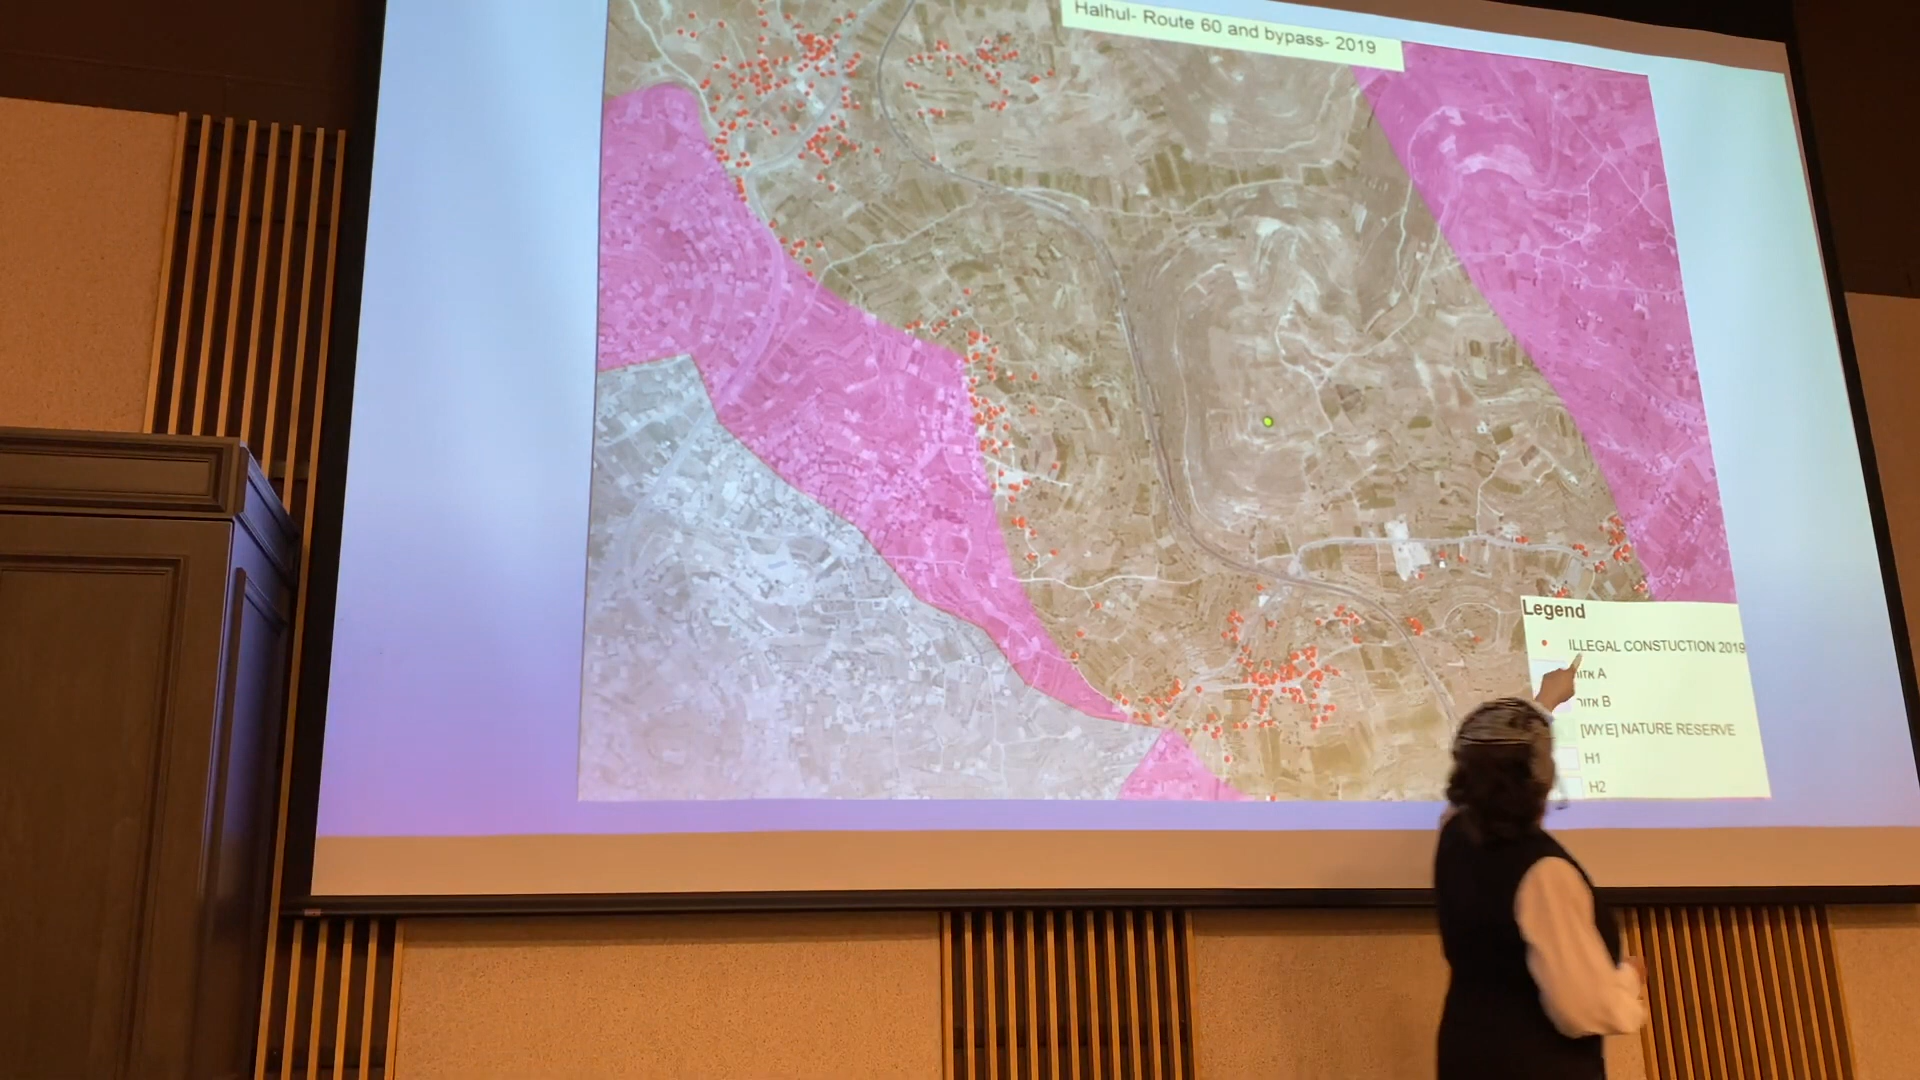 Halhul- Route 60 and bypass- 2019
Legend
ILLEGAL CONSTUCTION 2019
אזור A
אזור B
[WYE] NATURE RESERVE
H1
H2